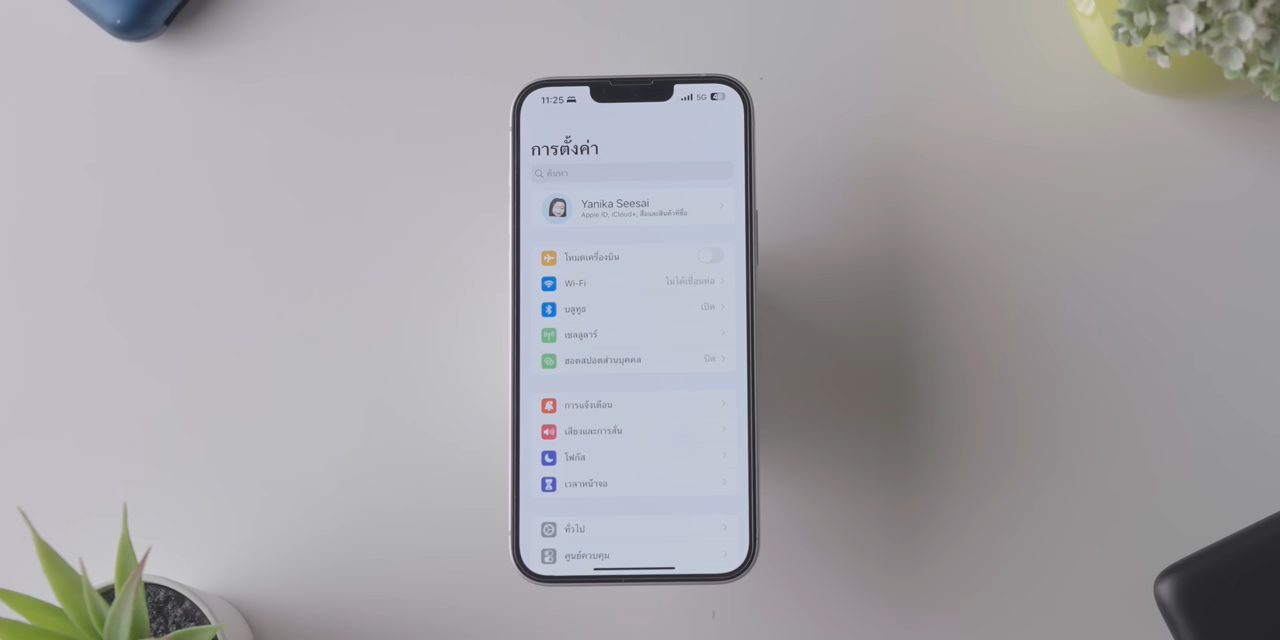 11:25
5G
การตั้งค่า
ค้นหา
Yanika Seesai
Apple ID, iCloud+, สื่อและสินค้าที่ซื้อ
โหมดเครื่องบิน
Wi-Fi ไม่ได้เชื่อมต่อ
บลูทูธ เปิด
เซลลูลาร์
ฮอตสปอตส่วนบุคคล ปิด
การแจ้งเตือน
เสียงและการสั่น
โฟกัส
เวลาหน้าจอ
ทั่วไป
ศูนย์ควบคุม